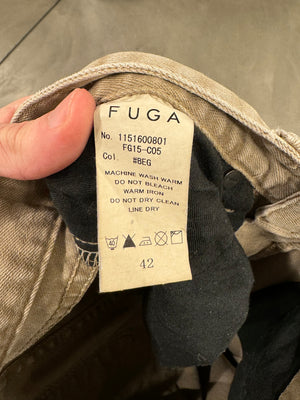 FUGA
No. 1151600801
FG15-C05
Col. #BEG
MACHINE WASH WARM
DO NOT BLEACH
WARM IRON
DO NOT DRY CLEAN
LINE DRY
40
42